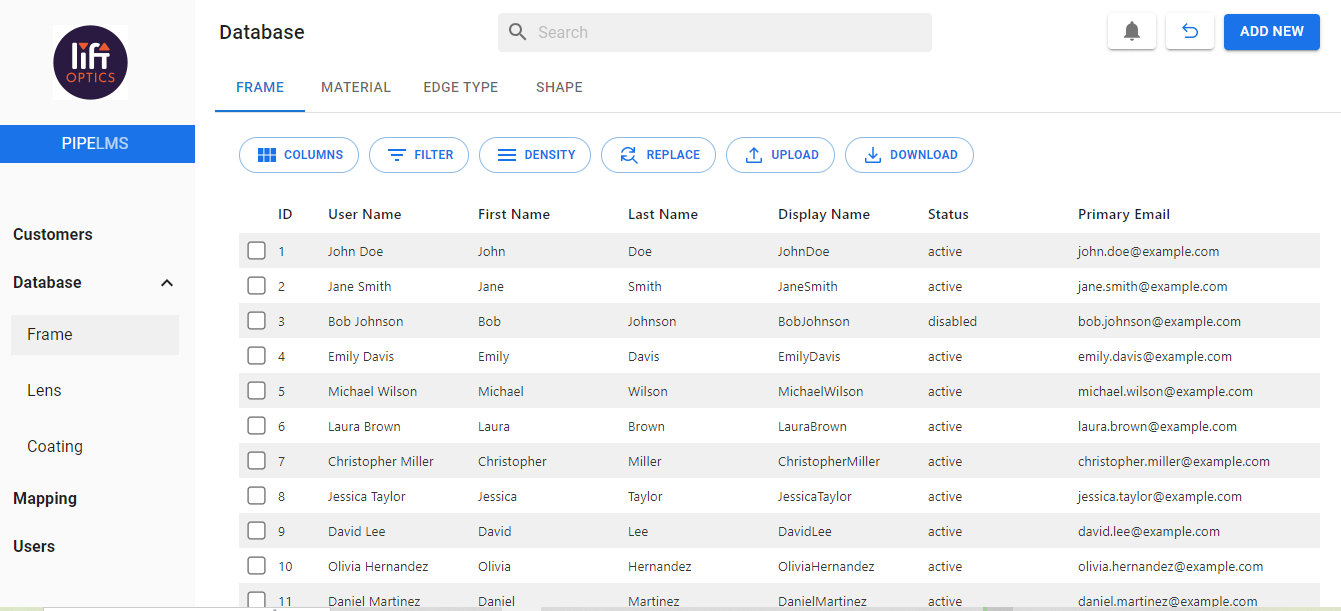 lift
OPTICS
Database
Search
ADD NEW
PIPELMS
FRAME MATERIAL EDGE TYPE SHAPE
COLUMNS FILTER DENSITY REPLACE UPLOAD DOWNLOAD
Customers
Database
Frame
Lens
Coating
Mapping
Users
ID User Name First Name Last Name Display Name Status Primary Email
1 John Doe John Doe JohnDoe active john.doe@example.com
2 Jane Smith Jane Smith JaneSmith active jane.smith@example.com
3 Bob Johnson Bob Johnson BobJohnson disabled bob.johnson@example.com
4 Emily Davis Emily Davis EmilyDavis active emily.davis@example.com
5 Michael Wilson Michael Wilson MichaelWilson active michael.wilson@example.com
6 Laura Brown Laura Brown LauraBrown active laura.brown@example.com
7 Christopher Miller Christopher Miller ChristopherMiller active christopher.miller@example.com
8 Jessica Taylor Jessica Taylor JessicaTaylor active jessica.taylor@example.com
9 David Lee David Lee DavidLee active david.lee@example.com
10 Olivia Hernandez Olivia Hernandez OliviaHernandez active olivia.hernandez@example.com
11 Daniel Martinez Daniel Martinez DanielMartinez active daniel.martinez@example.com